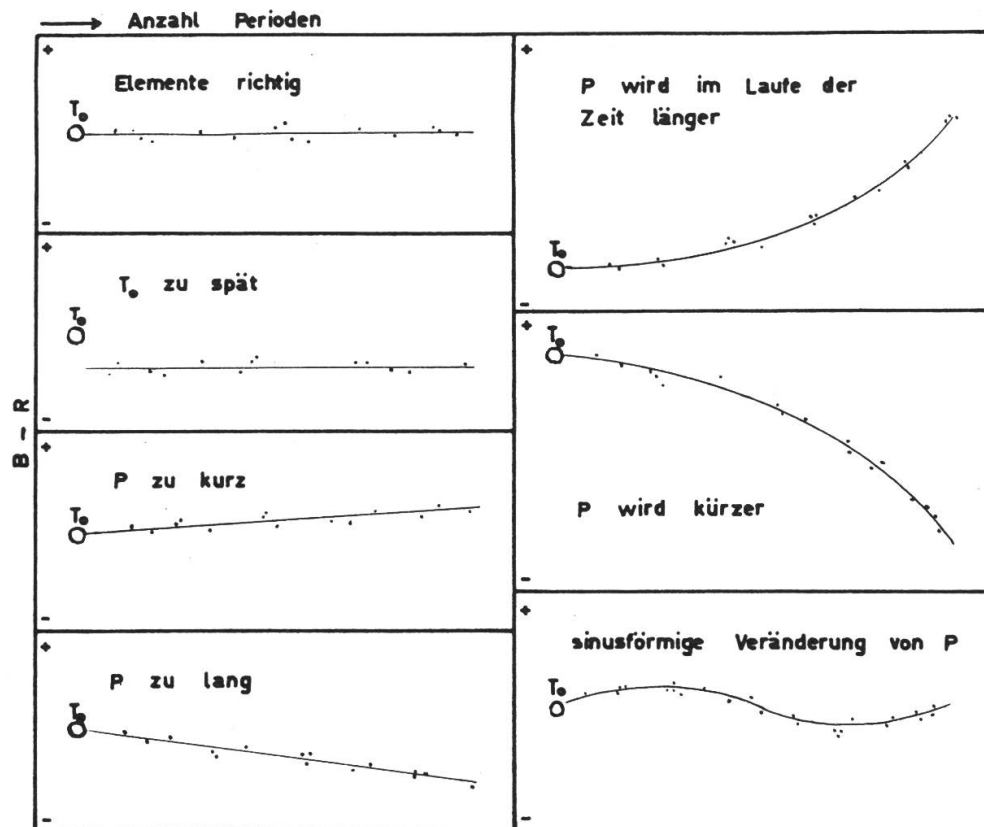 → Anzahl Perioden
B – R
+
Elemente richtig
T₀
-
+
T₀ zu spät
T₀
-
+
P zu kurz
T₀
-
+
P zu lang
T₀
-
+
P wird im Laufe der
Zeit länger
T₀
-
+
T₀
P wird kürzer
-
+
sinusförmige Veränderung von P
T₀
-